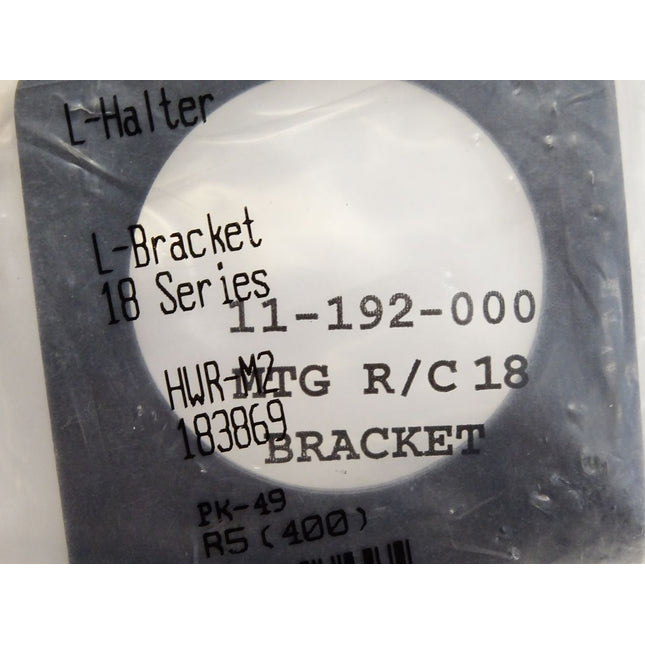 L-Halter
L-Bracket
18 Series
11-192-000
HWR-M2
MTG R/C 18
183869
BRACKET
PK-49
R5(400)